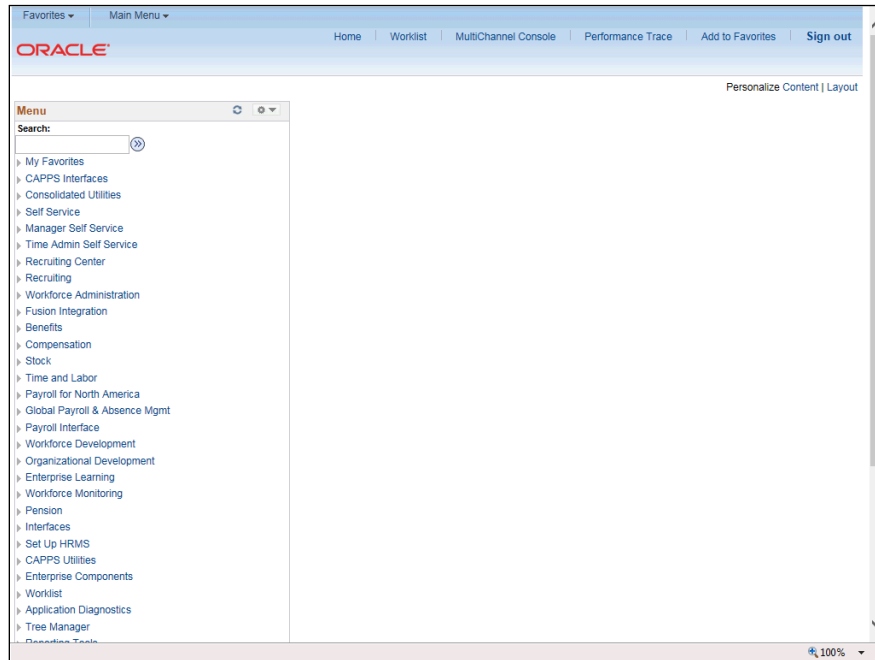 Favorites Main Menu
ORACLE
Home Worklist MultiChannel Console Performance Trace Add to Favorites Sign out
Personalize Content | Layout
Menu
Search:
My Favorites
CAPPS Interfaces
Consolidated Utilities
Self Service
Manager Self Service
Time Admin Self Service
Recruiting Center
Recruiting
Workforce Administration
Fusion Integration
Benefits
Compensation
Stock
Time and Labor
Payroll for North America
Global Payroll & Absence Mgmt
Payroll Interface
Workforce Development
Organizational Development
Enterprise Learning
Workforce Monitoring
Pension
Interfaces
Set Up HRMS
CAPPS Utilities
Enterprise Components
Worklist
Application Diagnostics
Tree Manager
Reporting Tools
100%